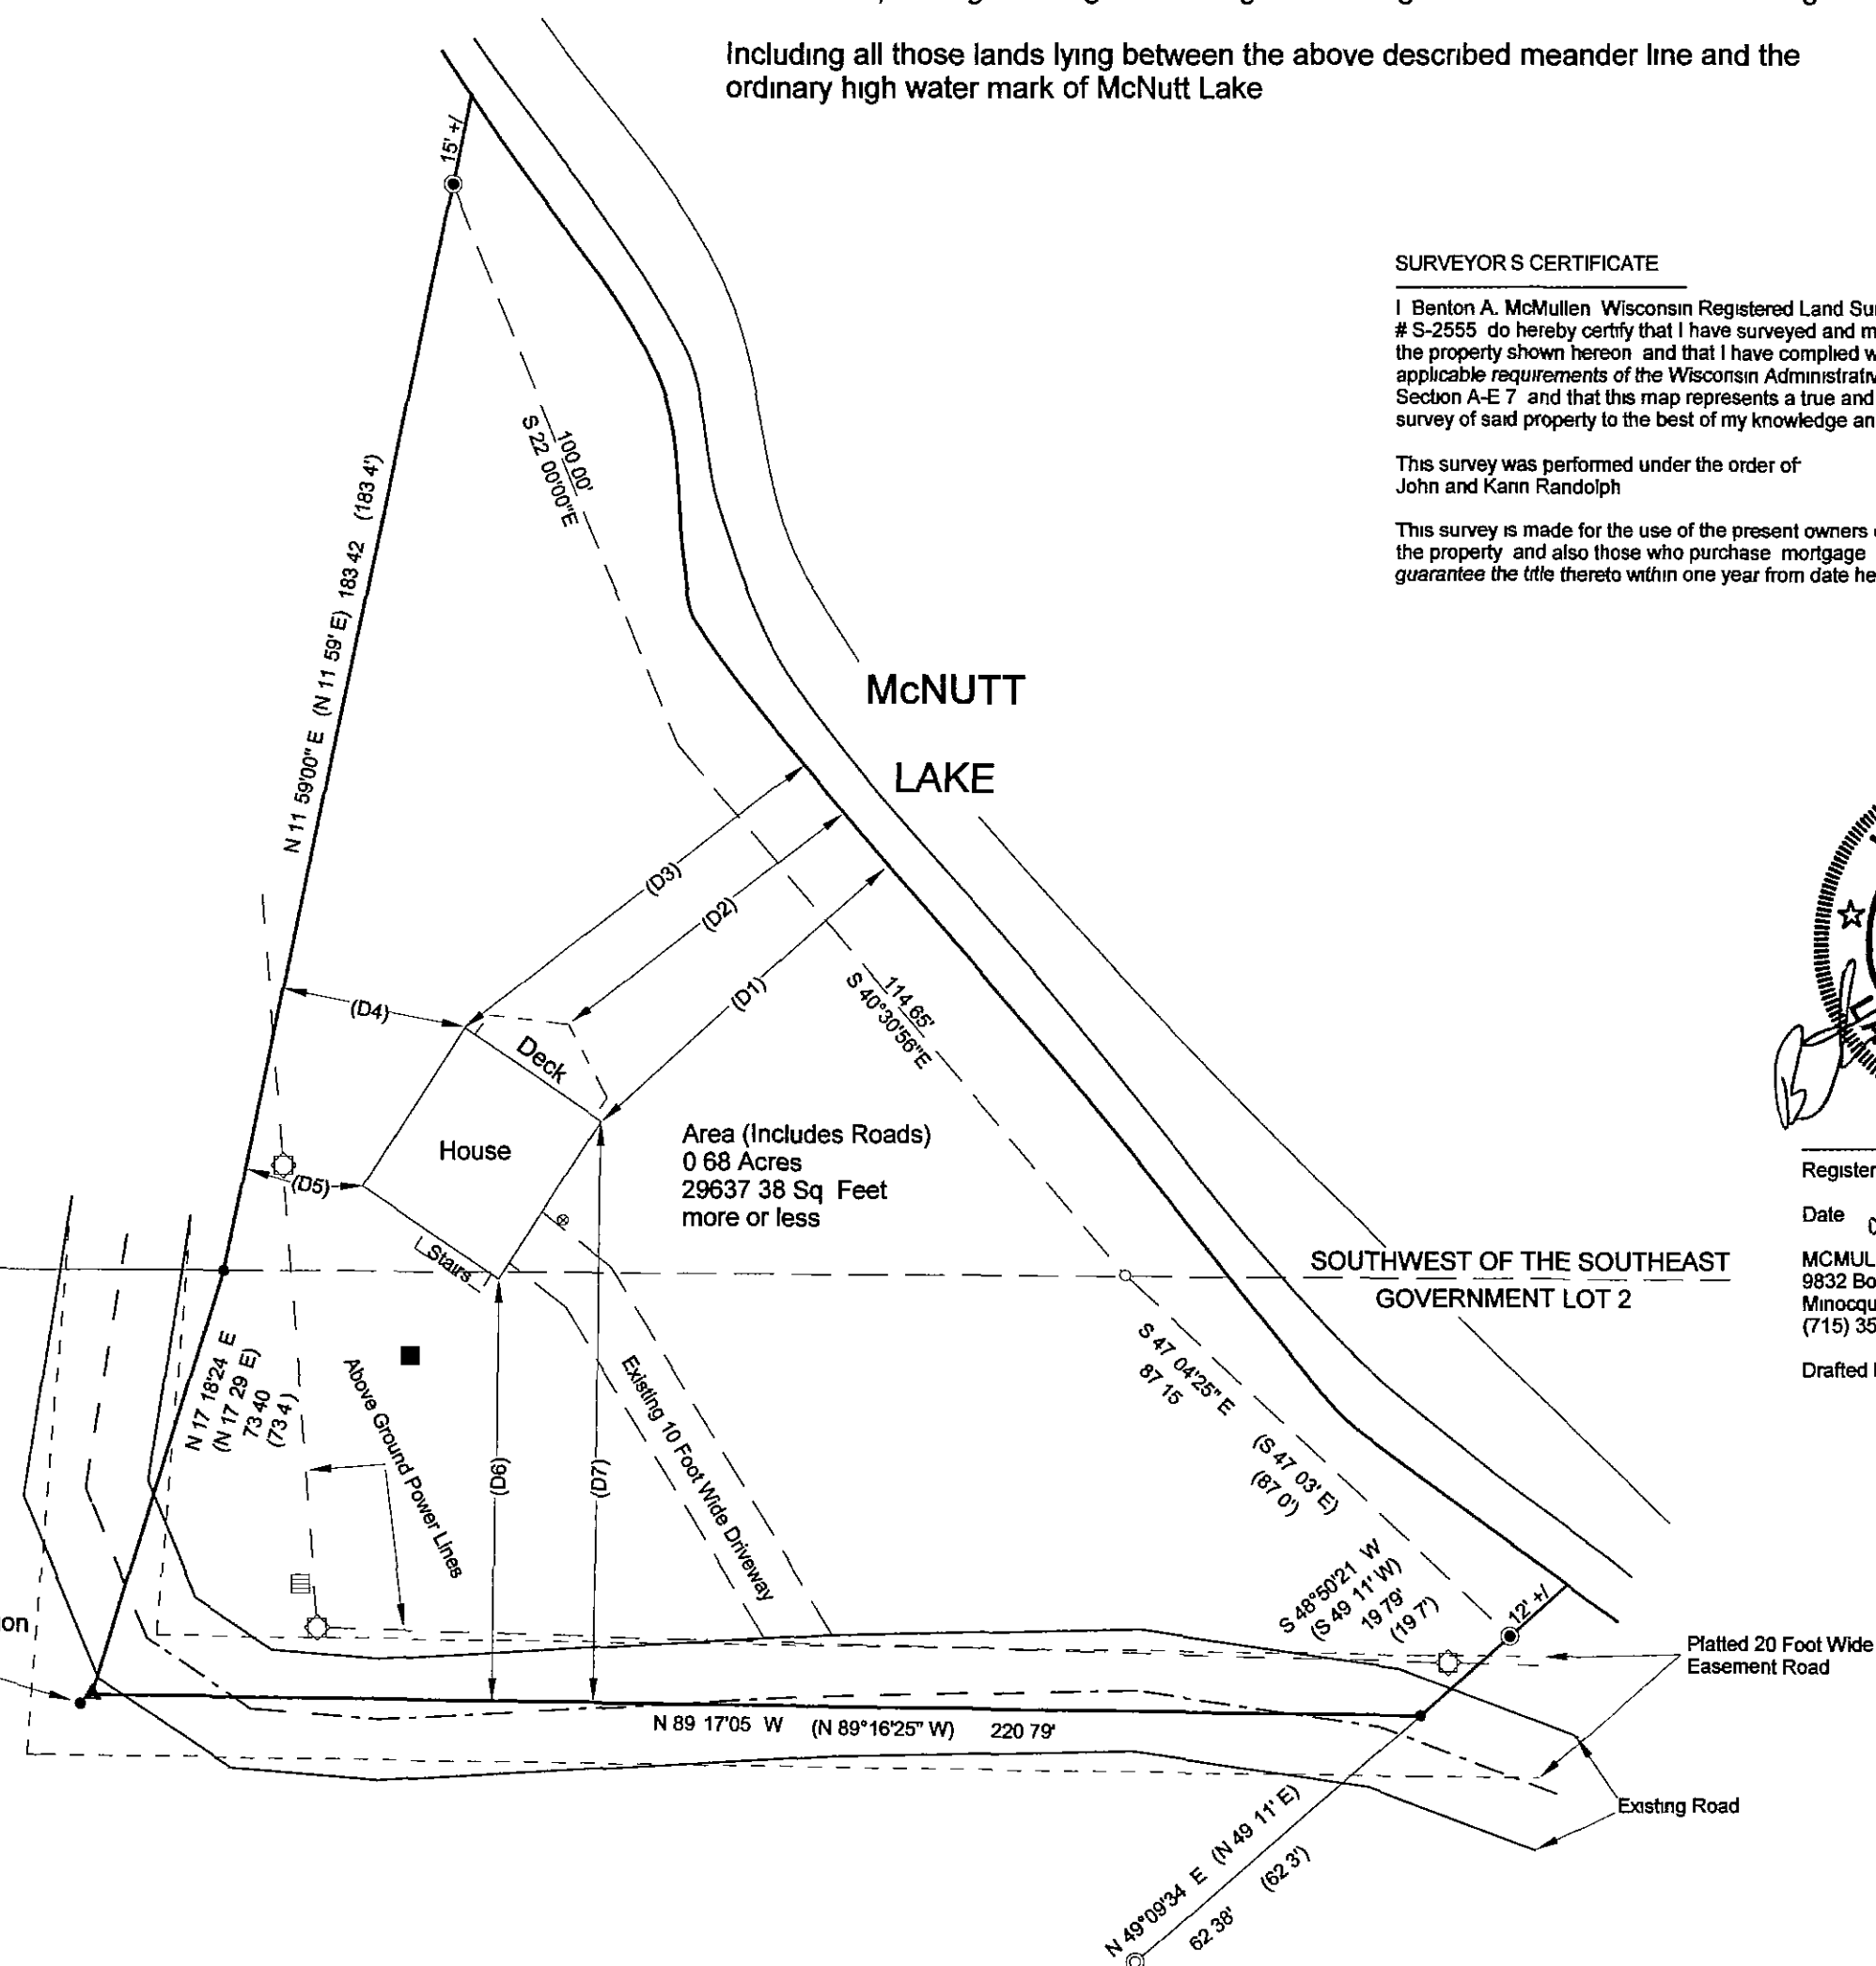 Including all those lands lying between the above described meander line and the
ordinary high water mark of McNutt Lake
15' +/
SURVEYOR S CERTIFICATE
I Benton A. McMullen Wisconsin Registered Land
# S-2555 do hereby certify that I have surveyed and
the property shown hereon and that I have complied
applicable requirements of the Wisconsin
Section A-E 7 and that this map represents a true and
survey of said property to the best of my knowledge
This survey was performed under the order of
John and Karin Randolph
This survey is made for the use of the present owners
the property and also those who purchase mortgage
guarantee the title thereto within one year from date
100 00'
S 22 00'00"E
N 11 59'00" E (N 11 59' E) 183 42 (183 4')
McNUTT
LAKE
(D3)
(D2)
(D1)
(D4)
114 65'
S 40°30'56"E
Deck
House
(D5)
Stairs
Area (Includes Roads)
0 68 Acres
29637 38 Sq Feet
more or less
Date
9832
(715) 35
Drafted
SOUTHWEST OF THE SOUTHEAST
GOVERNMENT LOT 2
N 17 18'24 E
(N 17 29 E)
73 40
(73 4 )
Above Ground Power Lines
(D6)
(D7)
Existing 10 Foot Wide Driveway
S 47 04'25" E
87 15
(S 47 03' E)
(87 0')
S 48°50'21 W
(S 49 11' W)
19 79'
(19 7')
12' +/
Platted 20 Foot Wide
Easement Road
N 89 17'05 W (N 89°16'25" W) 220 79'
Existing Road
N 49°09'34 E (N 49 11' E)
62 38' (62 3')